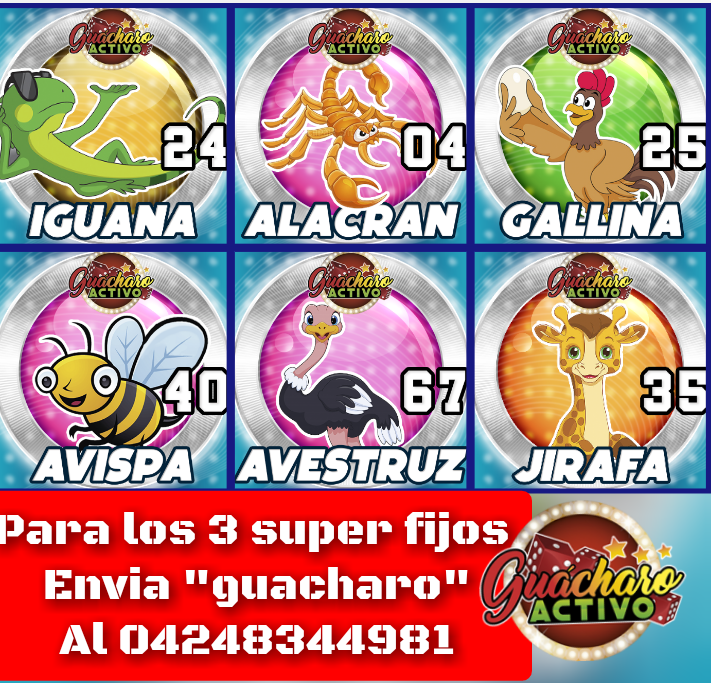 Guacharo
ACTIVO
24
IGUANA
Guacharo
ACTIVO
04
ALACRAN
Guacharo
ACTIVO
25
GALLINA
Guacharo
ACTIVO
40
AVISPA
Guacharo
ACTIVO
67
AVESTRUZ
Guacharo
ACTIVO
35
JIRAFA
Para los 3 super fijos
Envia "guacharo"
Al 04248344981
Guacharo
ACTIVO